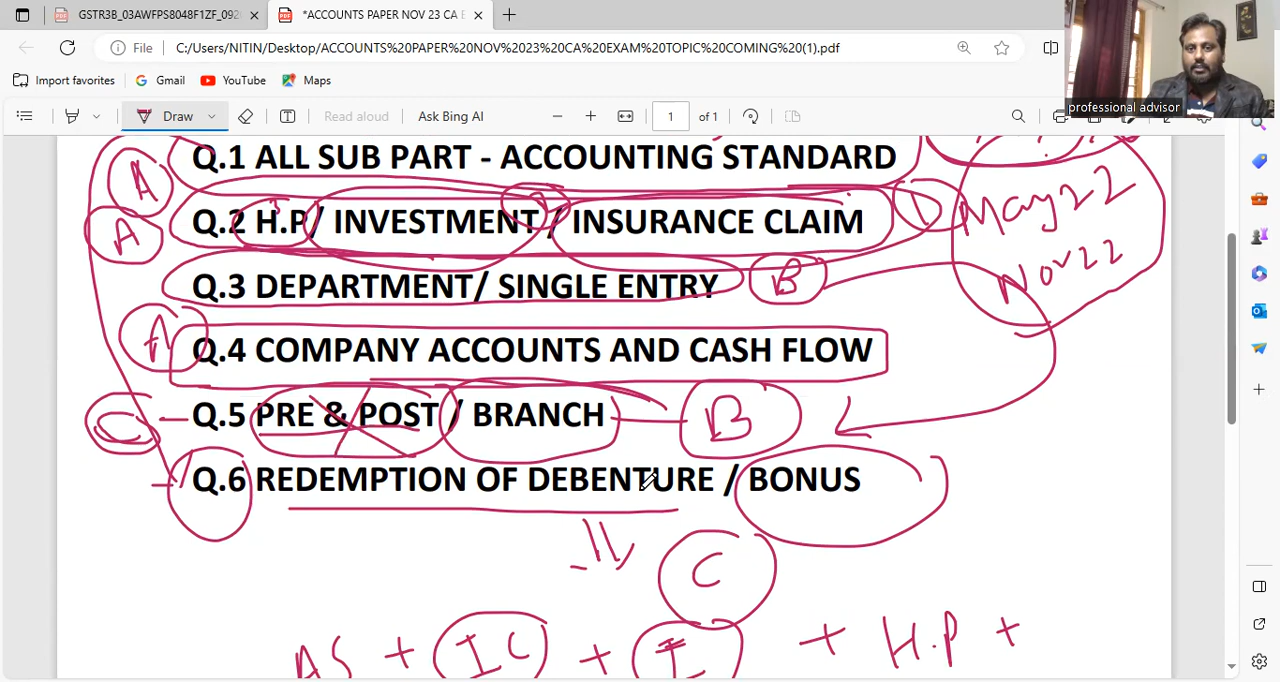 GSTR3B_03AWFPS8048F1ZF_092
*ACCOUNTS PAPER NOV 23 CA E
File C:/Users/NITIN/Desktop/ACCOUNTS%20PAPER%20NOV%2023%20CA%20EXAM%20TOPIC%20COMING%20(1).pdf
Import favorites Gmail YouTube Maps
professional advisor
Draw Read aloud Ask Bing AI 1 of 1
Q.1 ALL SUB PART - ACCOUNTING STANDARD
A
Q.2 H.P/ INVESTMENT / INSURANCE CLAIM
A
May 22
Nov 22
Q.3 DEPARTMENT/ SINGLE ENTRY B
A Q.4 COMPANY ACCOUNTS AND CASH FLOW
C Q.5 PRE & POST / BRANCH B
Q.6 REDEMPTION OF DEBENTURE / BONUS
C
AS + IC + I + H.P +